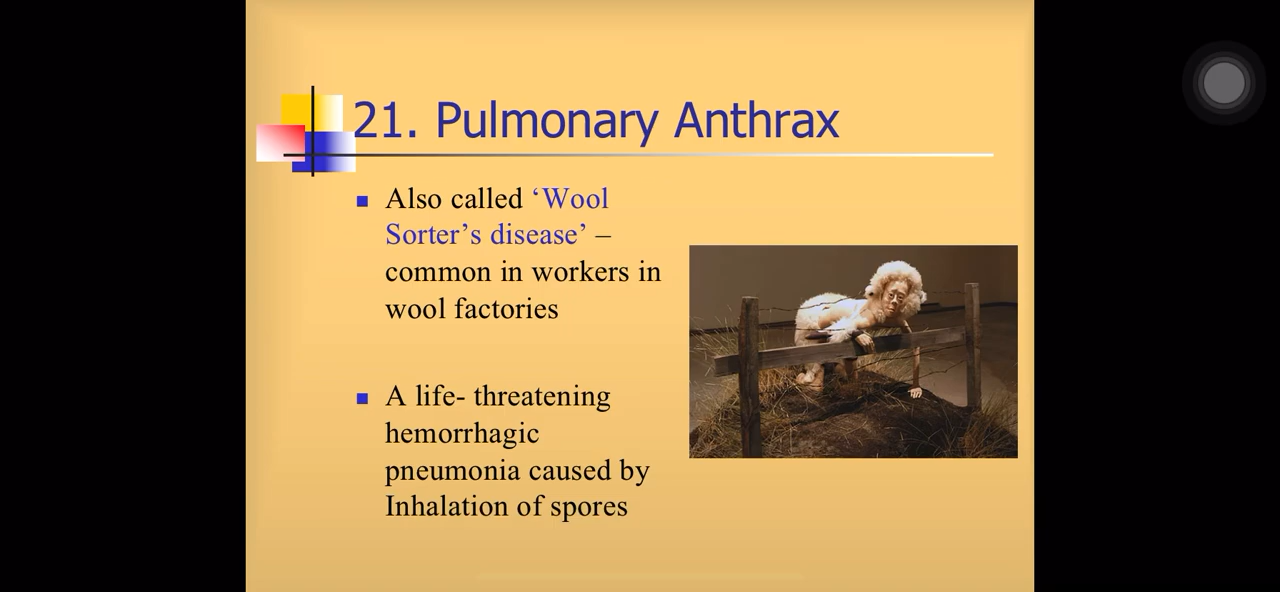 21. Pulmonary Anthrax
Also called ‘Wool
Sorter’s disease’ –
common in workers in
wool factories
A life- threatening
hemorrhagic
pneumonia caused by
Inhalation of spores